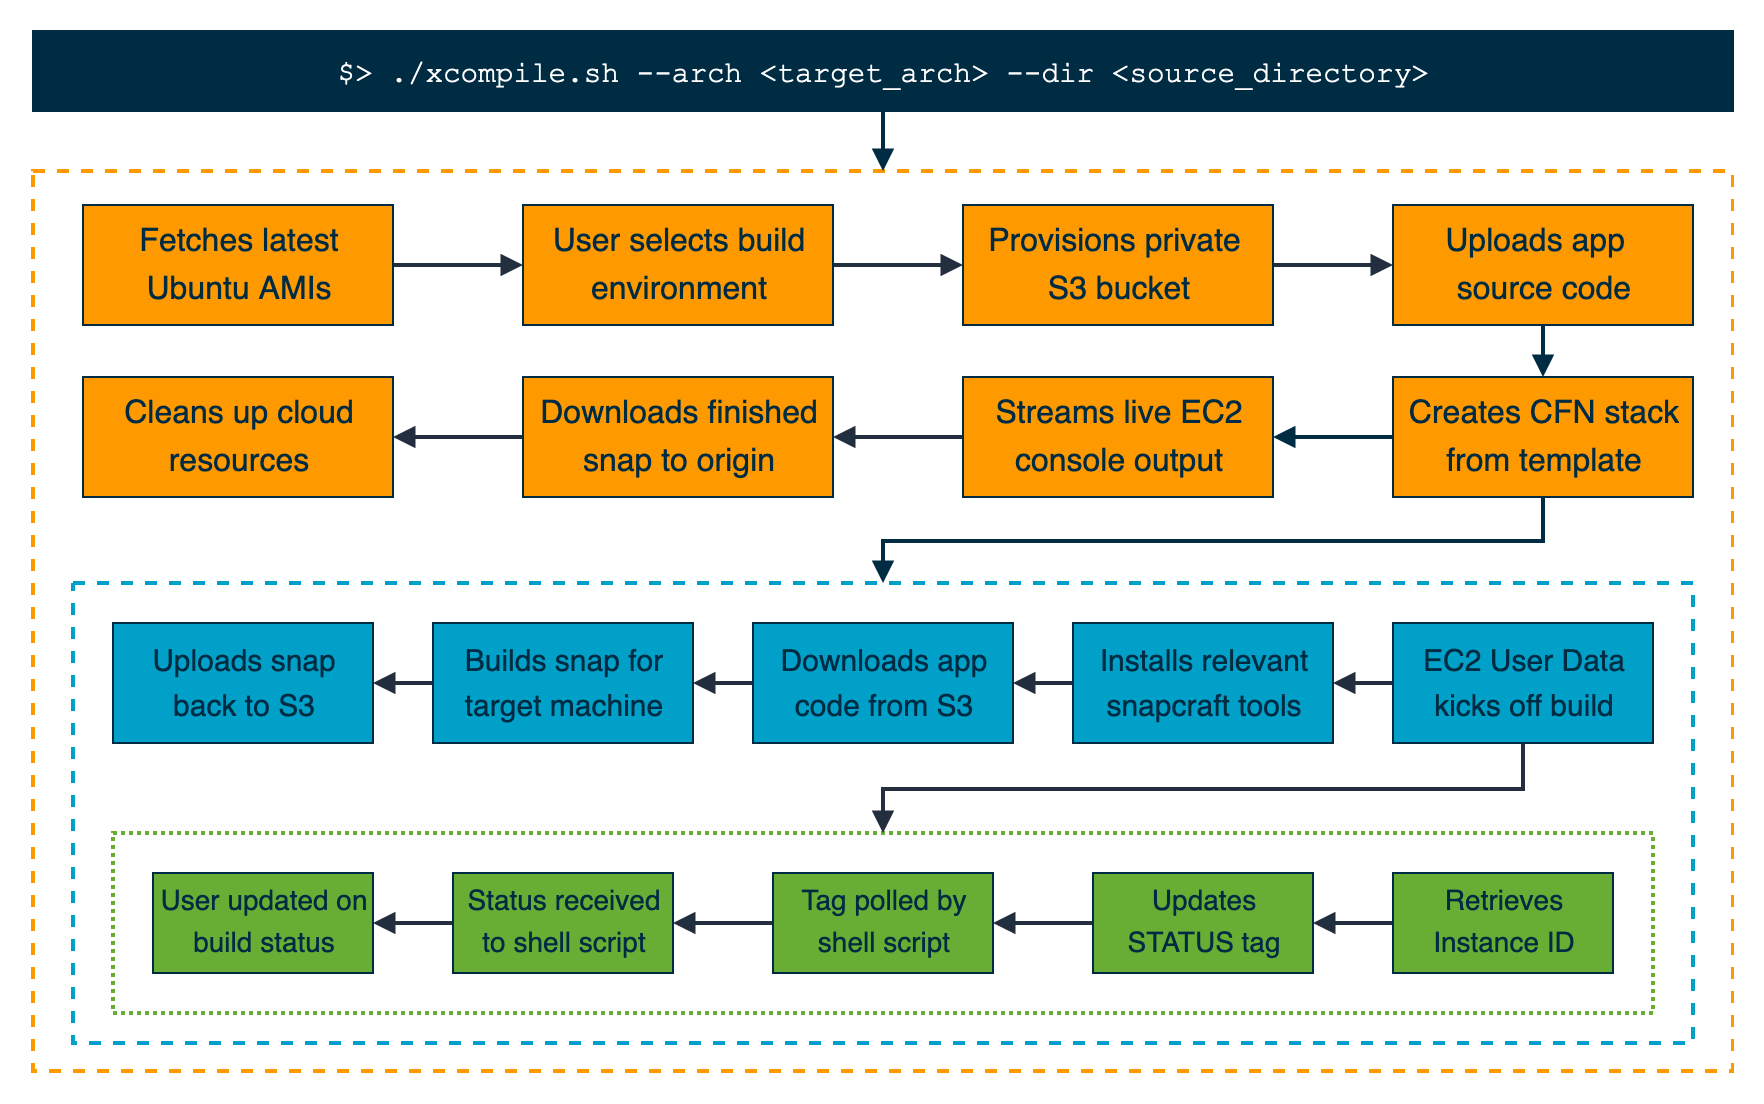 $> ./xcompile.sh --arch <target_arch> --dir <source_directory>
Fetches latest
Ubuntu AMIs
User selects build
environment
Provisions private
S3 bucket
Uploads app
source code
Cleans up cloud
resources
Downloads finished
snap to origin
Streams live EC2
console output
Creates CFN stack
from template
Uploads snap
back to S3
Builds snap for
target machine
Downloads app
code from S3
Installs relevant
snapcraft tools
EC2 User Data
kicks off build
User updated on
build status
Status received
to shell script
Tag polled by
shell script
Updates
STATUS tag
Retrieves
Instance ID